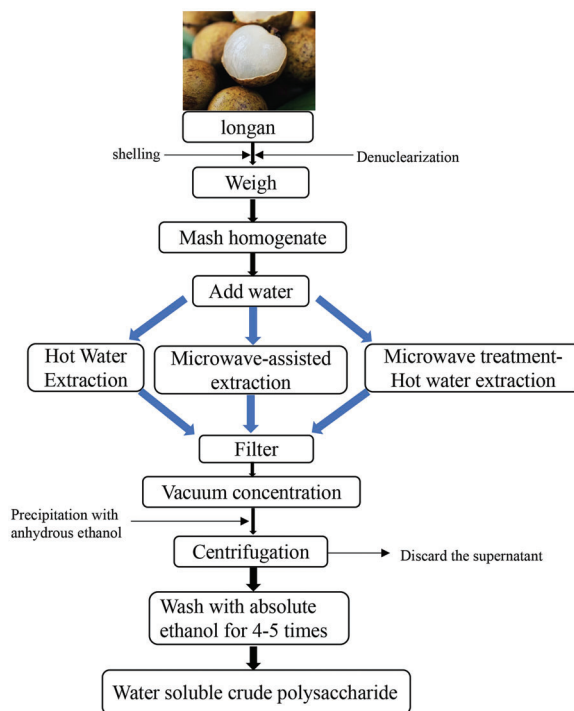 longan
shelling
Denuclearization
Weigh
Mash homogenate
Add water
Hot Water
Extraction
Microwave-assisted
extraction
Microwave treatment-
Hot water extraction
Filter
Vacuum concentration
Precipitation with
anhydrous ethanol
Centrifugation
Discard the supernatant
Wash with absolute
ethanol for 4-5 times
Water soluble crude polysaccharide